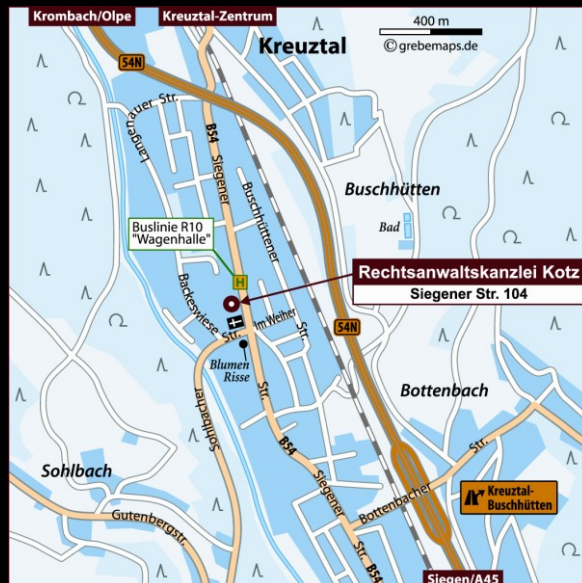 Krombach/Olpe
Kreuztal-Zentrum
400 m
© grebemaps.de
Kreuztal
54N
Langenauer Str.
B54
Siegener
Buschhüttener
Buschhütten
Bad
Buslinie R10
"Wagenhalle"
H
Rechtsanwaltskanzlei Kotz
Siegener Str. 104
Backeswiese
Str.
Im Weiher
54N
Blumen
Risse
Str.
Str.
Sohlbacher
Bottenbach
B54
Sohlbach
Siegener
Str.
Bottenbacher
Str.
Gutenbergstr.
Kreuztal-
Buschhütten
B54
Siegen/A45